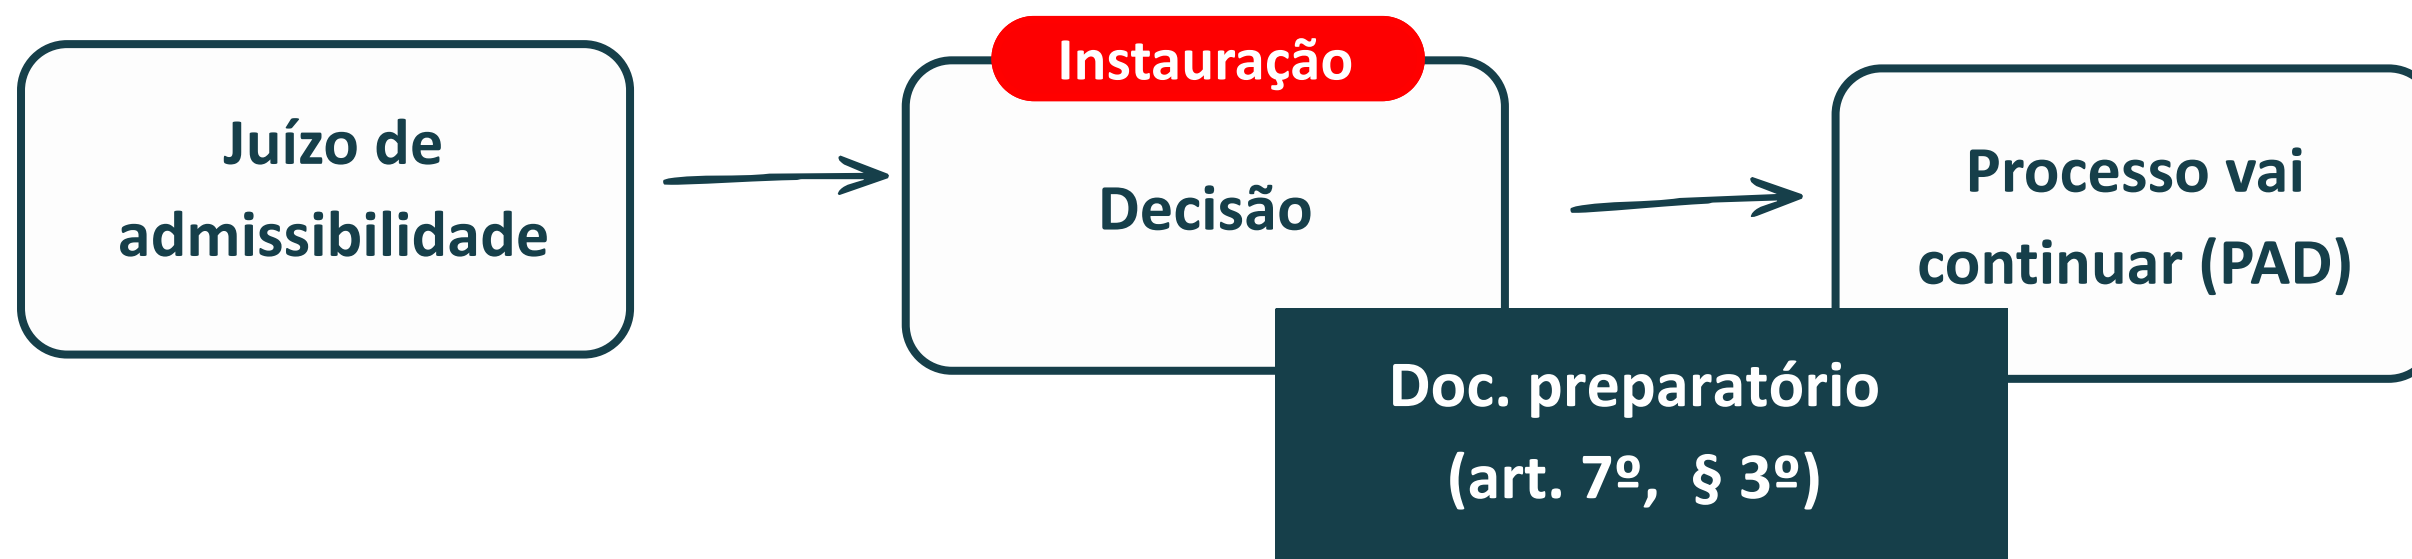 Juízo de
admissibilidade
Instauração
Decisão
Processo vai
continuar (PAD)
Doc. preparatório
(art. 7º, § 3º)